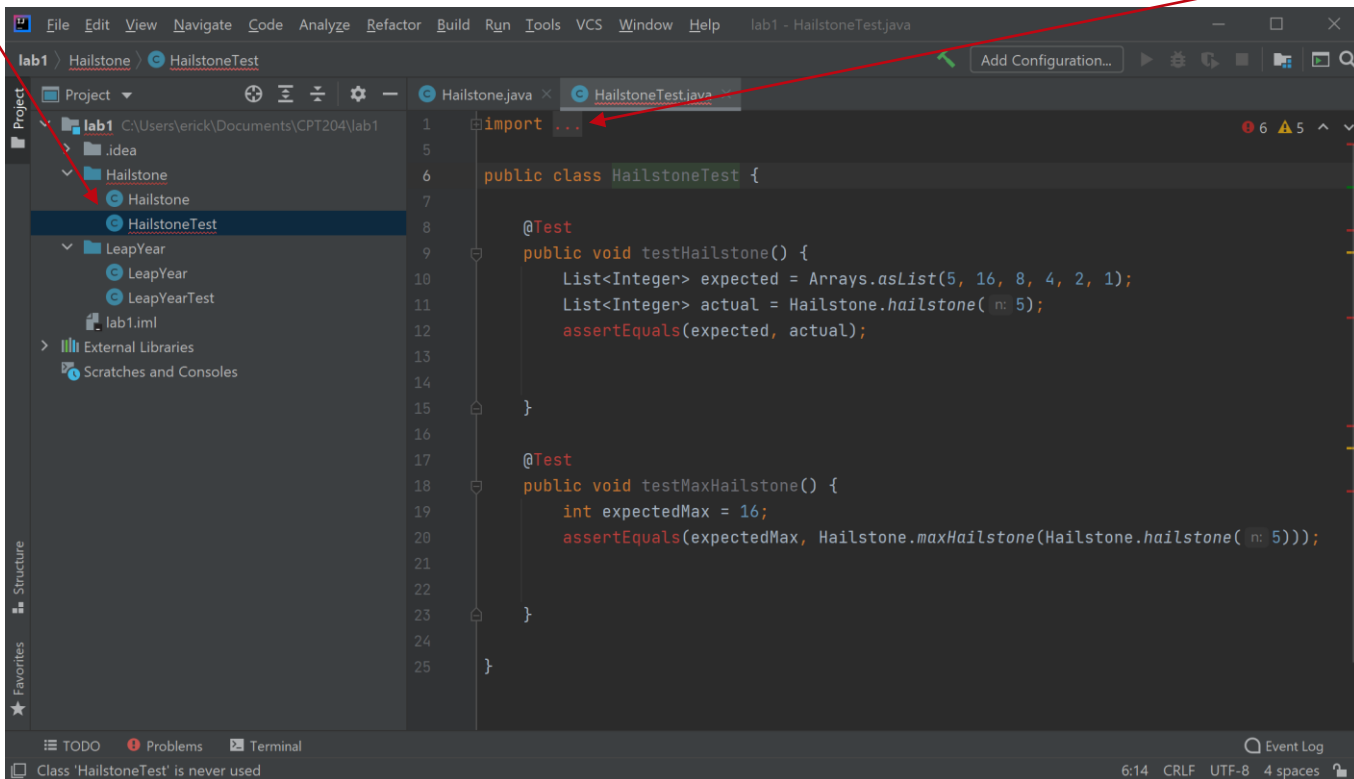 File Edit View Navigate Code Analyze Refactor Build Run Tools VCS Window Help lab1 - HailstoneTest.java
lab1 Hailstone HailstoneTest
Add Configuration...
Project
Project
lab1 C:\Users\erick\Documents\CPT204\lab1
.idea
Hailstone
Hailstone
HailstoneTest
LeapYear
LeapYear
LeapYearTest
lab1.iml
External Libraries
Scratches and Consoles
Structure
Favorites
Hailstone.java HailstoneTest.java
6 5
1 import ...
5
6 public class HailstoneTest {
7
8 @Test
9 public void testHailstone() {
10 List<Integer> expected = Arrays.asList(5, 16, 8, 4, 2, 1);
11 List<Integer> actual = Hailstone.hailstone( n: 5);
12 assertEquals(expected, actual);
13
14
15 }
16
17 @Test
18 public void testMaxHailstone() {
19 int expectedMax = 16;
20 assertEquals(expectedMax, Hailstone.maxHailstone(Hailstone.hailstone( n: 5)));
21
22
23 }
24
25 }
TODO Problems Terminal Event Log
Class 'HailstoneTest' is never used 6:14 CRLF UTF-8 4 spaces